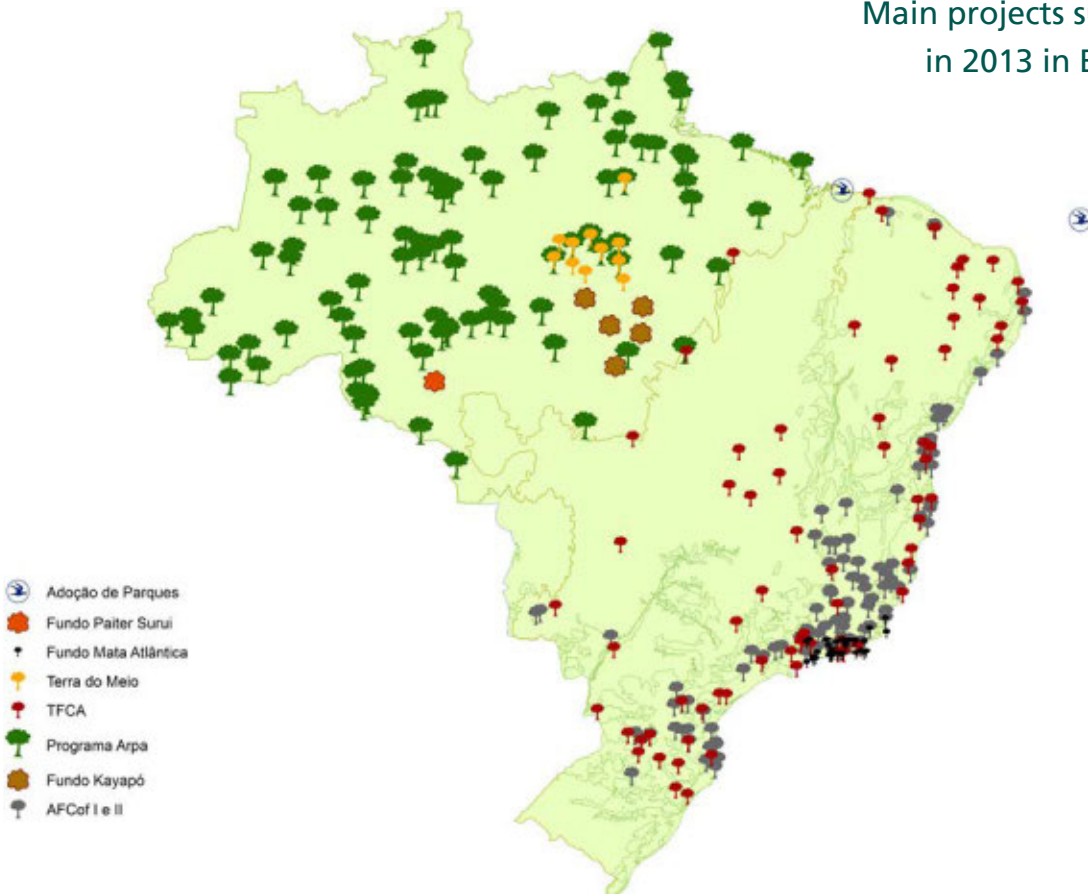 Main projects s
in 2013 in
Adoção de Parques
Fundo Paiter Surui
Fundo Mata Atlântica
Terra do Meio
TFCA
Programa Arpa
Fundo Kayapó
AFCof I e II